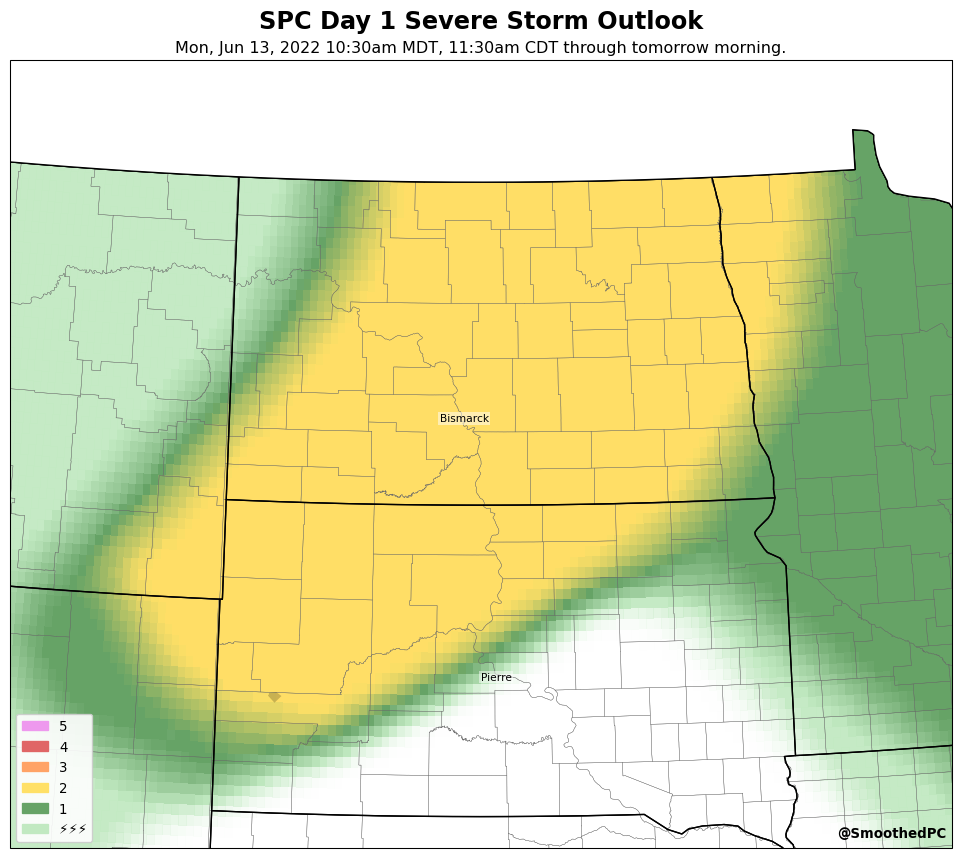 SPC Day 1 Severe Storm Outlook
Mon, Jun 13, 2022 10:30am MDT, 11:30am CDT through tomorrow morning.
Bismarck
Pierre
5
4
3
2
1
⚡⚡⚡
@SmoothedPC